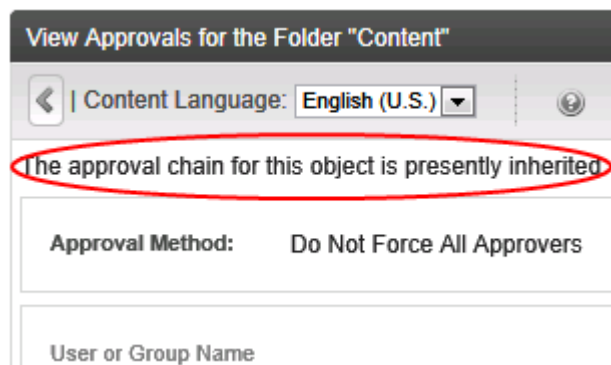 View Approvals for the Folder "Content"
| Content Language: English (U.S.)
The approval chain for this object is presently inherited
Approval Method: Do Not Force All Approvers
User or Group Name